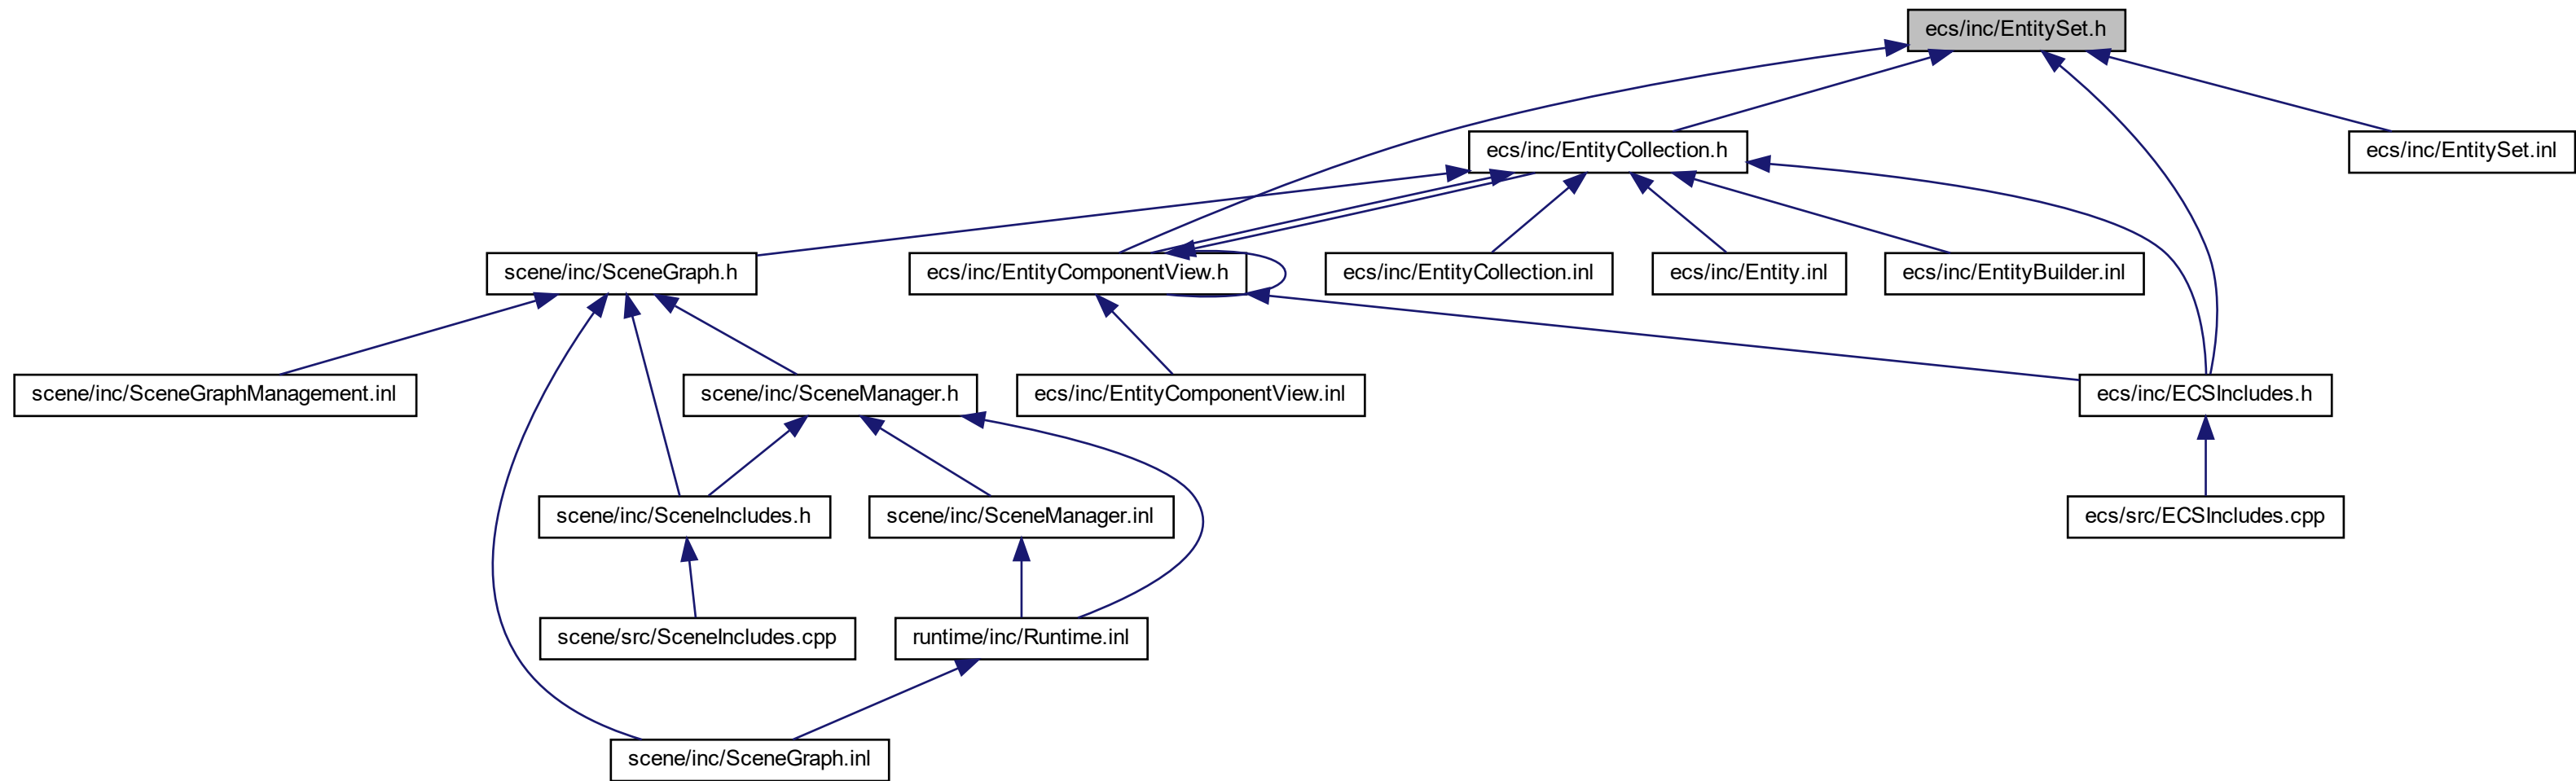 ecs/inc/EntitySet.h
ecs/inc/EntityCollection.h
ecs/inc/EntitySet.inl
scene/inc/SceneGraph.h
ecs/inc/EntityComponentView.h
ecs/inc/EntityCollection.inl
ecs/inc/Entity.inl
ecs/inc/EntityBuilder.inl
scene/inc/SceneGraphManagement.inl
scene/inc/SceneManager.h
ecs/inc/EntityComponentView.inl
ecs/inc/ECSIncludes.h
scene/inc/SceneIncludes.h
scene/inc/SceneManager.inl
ecs/src/ECSIncludes.cpp
scene/src/SceneIncludes.cpp
runtime/inc/Runtime.inl
scene/inc/SceneGraph.inl